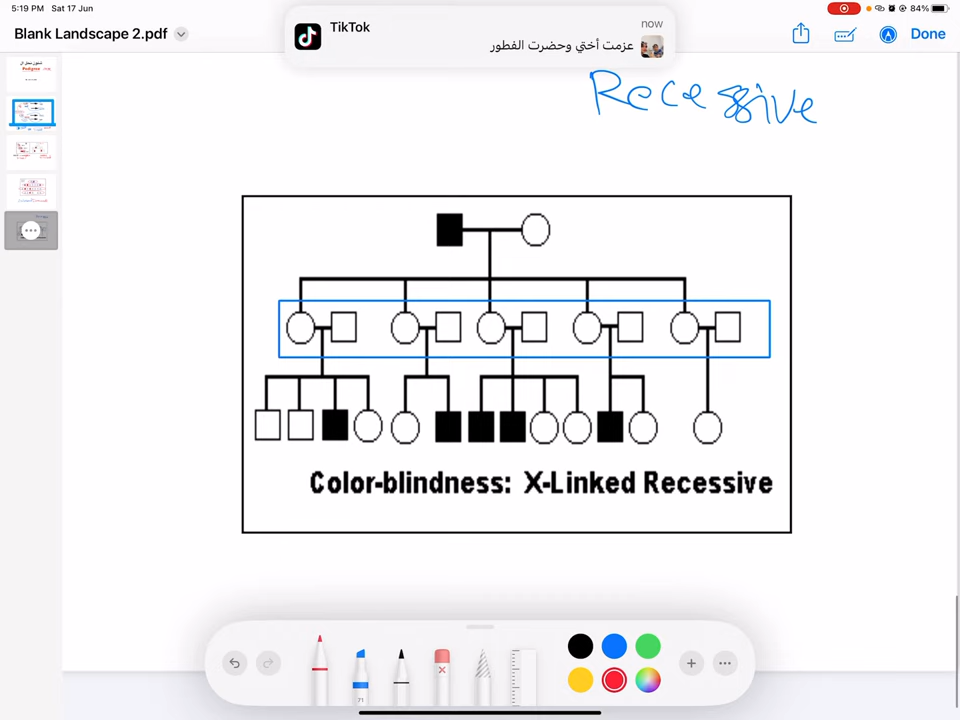 5:19 PM Sat 17 Jun
84%
Blank Landscape 2.pdf
Done
TikTok
now
عزمت أختي وحضرت الفطور
Recessive
Color-blindness: X-Linked Recessive
71